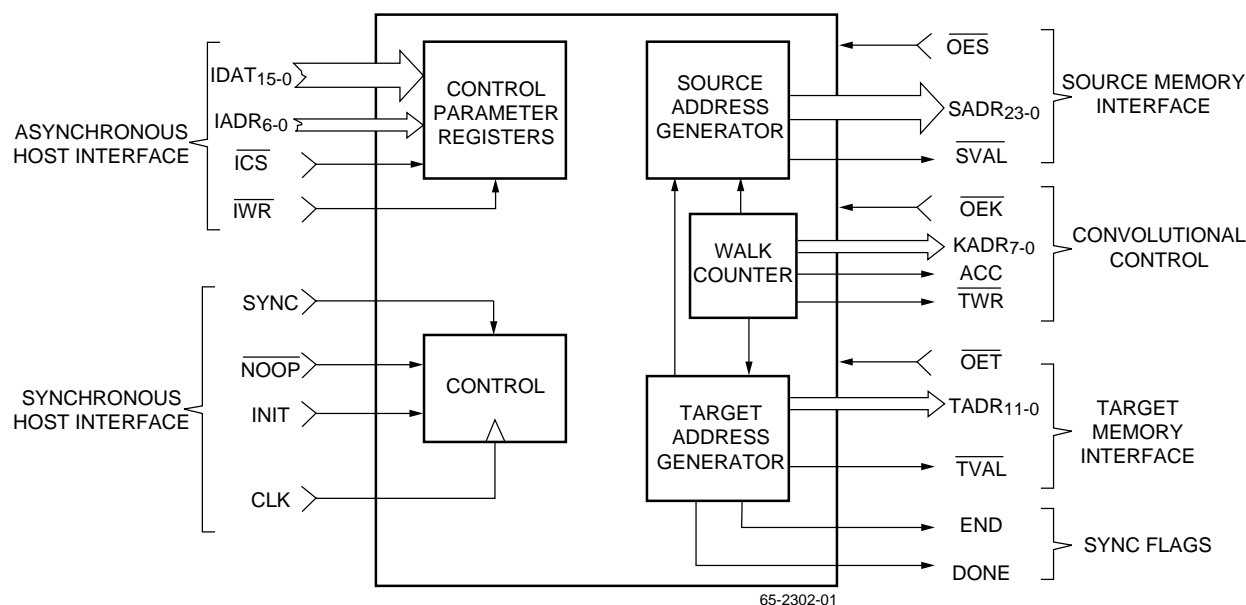 ASYNCHRONOUS
HOST INTERFACE
IDAT15-0
IADR6-0
ICS
IWR
CONTROL
PARAMETER
REGISTERS
SYNCHRONOUS
HOST INTERFACE
SYNC
NOOP
INIT
CLK
CONTROL
SOURCE
ADDRESS
GENERATOR
WALK
COUNTER
TARGET
ADDRESS
GENERATOR
OES
SADR23-0
SVAL
SOURCE MEMORY
INTERFACE
OEK
KADR7-0
ACC
TWR
CONVOLUTIONAL
CONTROL
OET
TADR11-0
TVAL
TARGET
MEMORY
INTERFACE
END
DONE
SYNC FLAGS
65-2302-01